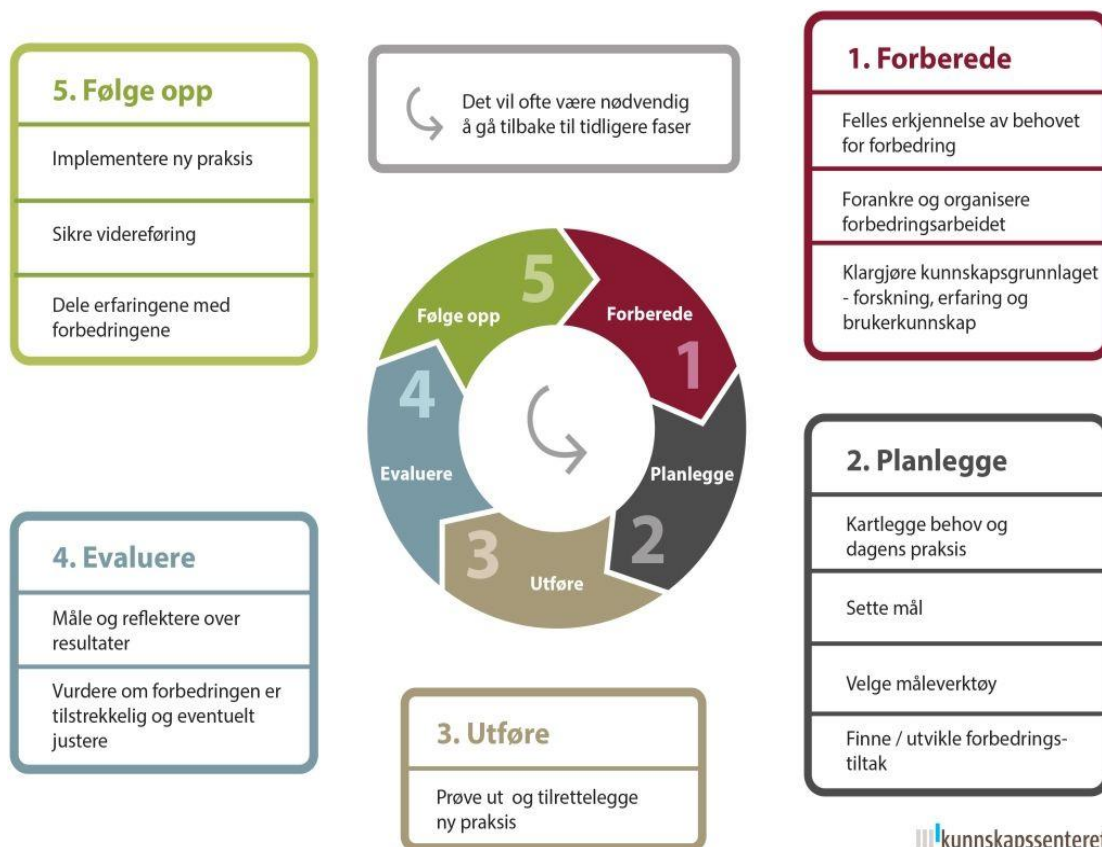 5. Følge opp
Implementere ny praksis
Sikre videreføring
Dele erfaringene med
forbedringene
Det vil ofte være nødvendig
å gå tilbake til tidligere faser
1. Forberede
Felles erkjennelse av behovet
for forbedring
Forankre og organisere
forbedringsarbeidet
Klargjøre kunnskapsgrunnlaget
- forskning, erfaring og
brukerkunnskap
5
Følge opp
Forberede
1
4
Evaluere
Planlegge
2
3
Utføre
2. Planlegge
Kartlegge behov og
dagens praksis
Sette mål
Velge måleverktøy
Finne / utvikle forbedrings-
tiltak
4. Evaluere
Måle og reflektere over
resultater
Vurdere om forbedringen er
tilstrekkelig og eventuelt
justere
3. Utføre
Prøve ut og tilrettelegge
ny praksis
kunnskapssenteret